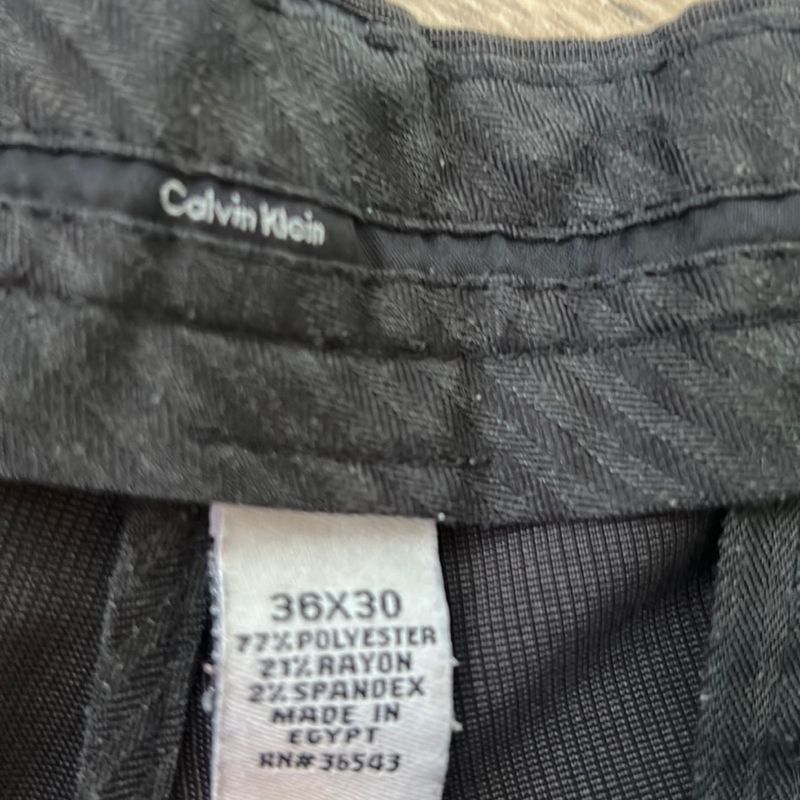 Calvin Klein
36X30
77%POLYESTER
21%RAYON
2%SPANDEX
MADE IN
EGYPT
RN#36543